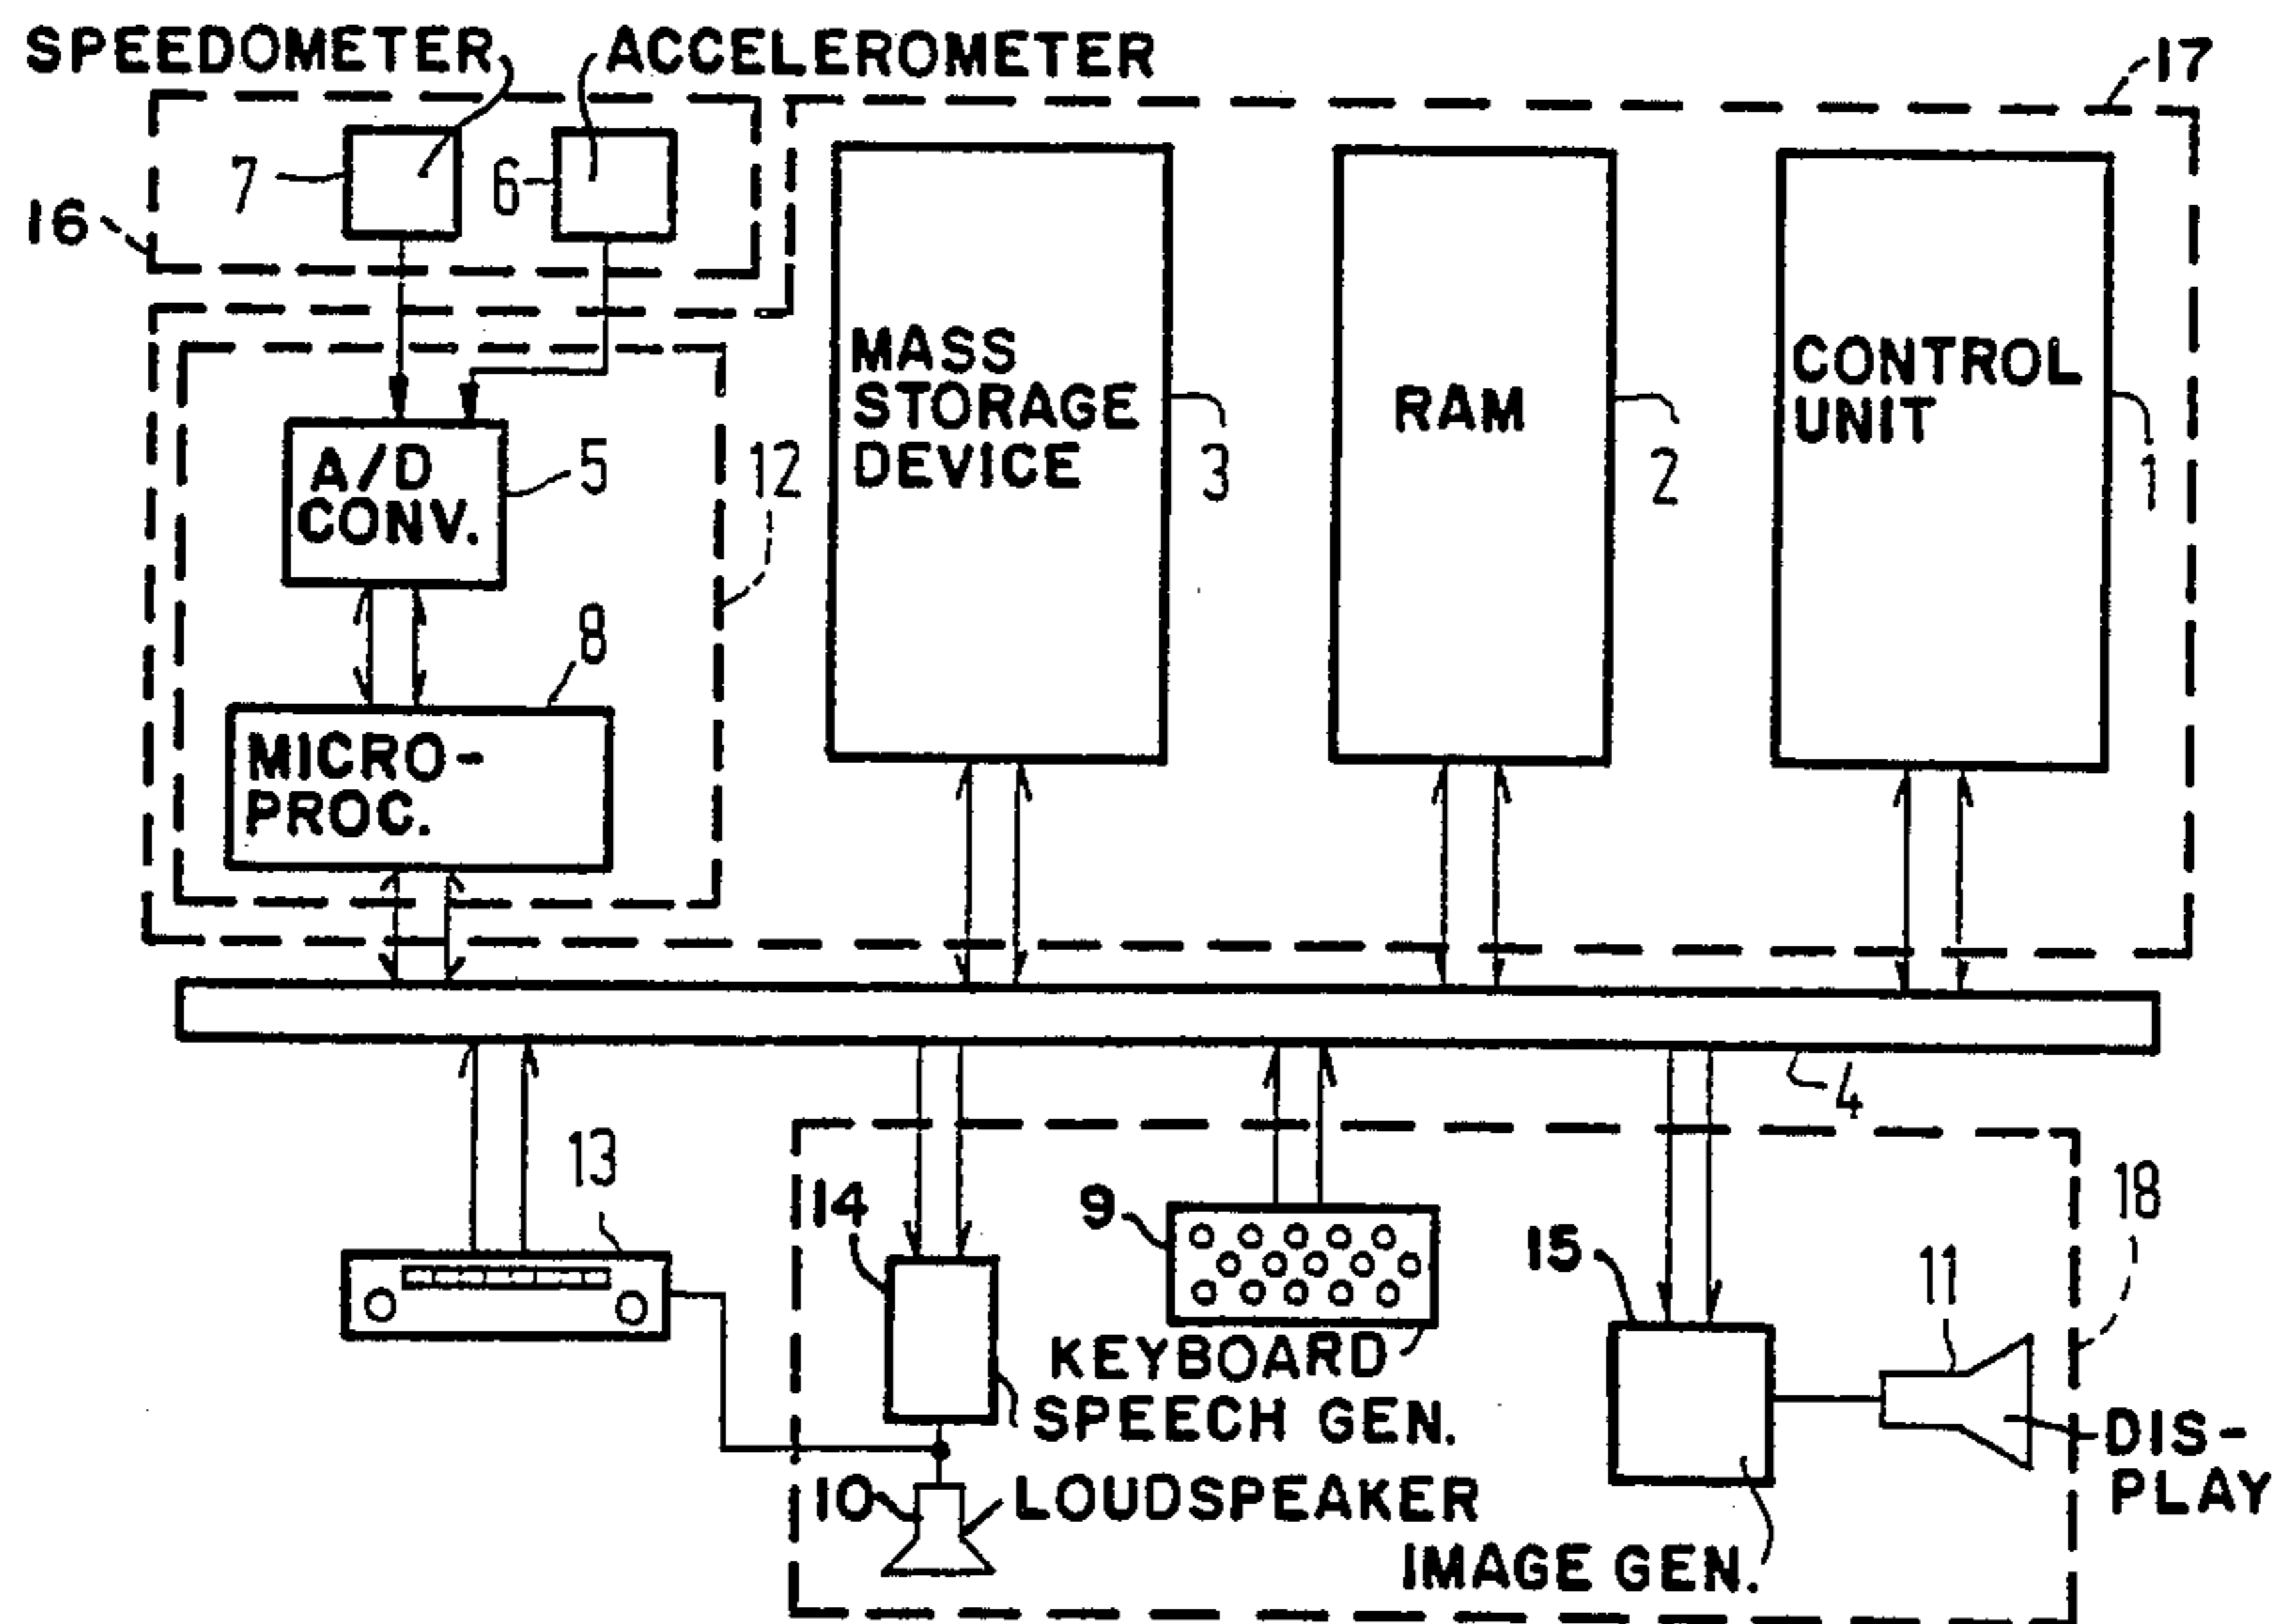 SPEEDOMETER
ACCELEROMETER
17
7
6
16
MASS
STORAGE
DEVICE
3
RAM
2
CONTROL
UNIT
1
A/D
CONV.
5
12
8
MICRO-
PROC.
4
13
14
9
15
11
18
KEYBOARD
SPEECH GEN.
DIS-
PLAY
10
LOUDSPEAKER
IMAGE GEN.